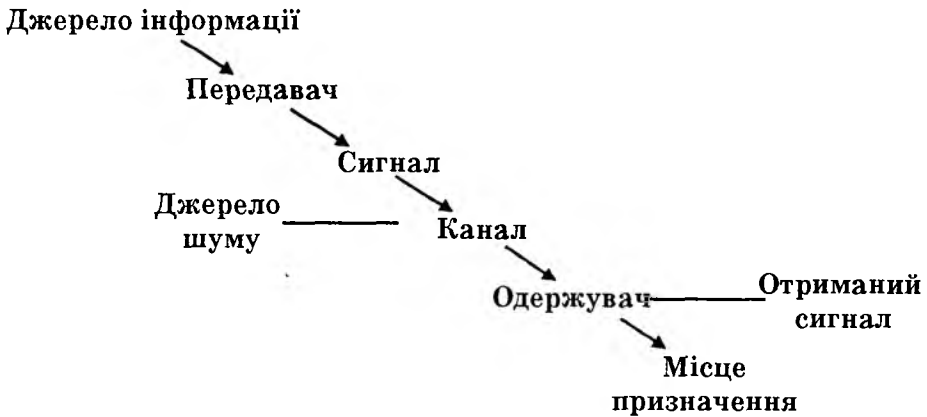 Джерело інформації
Передавач
Сигнал
Джерело
шуму
Канал
Одержувач
Отриманий
сигнал
Місце
призначення